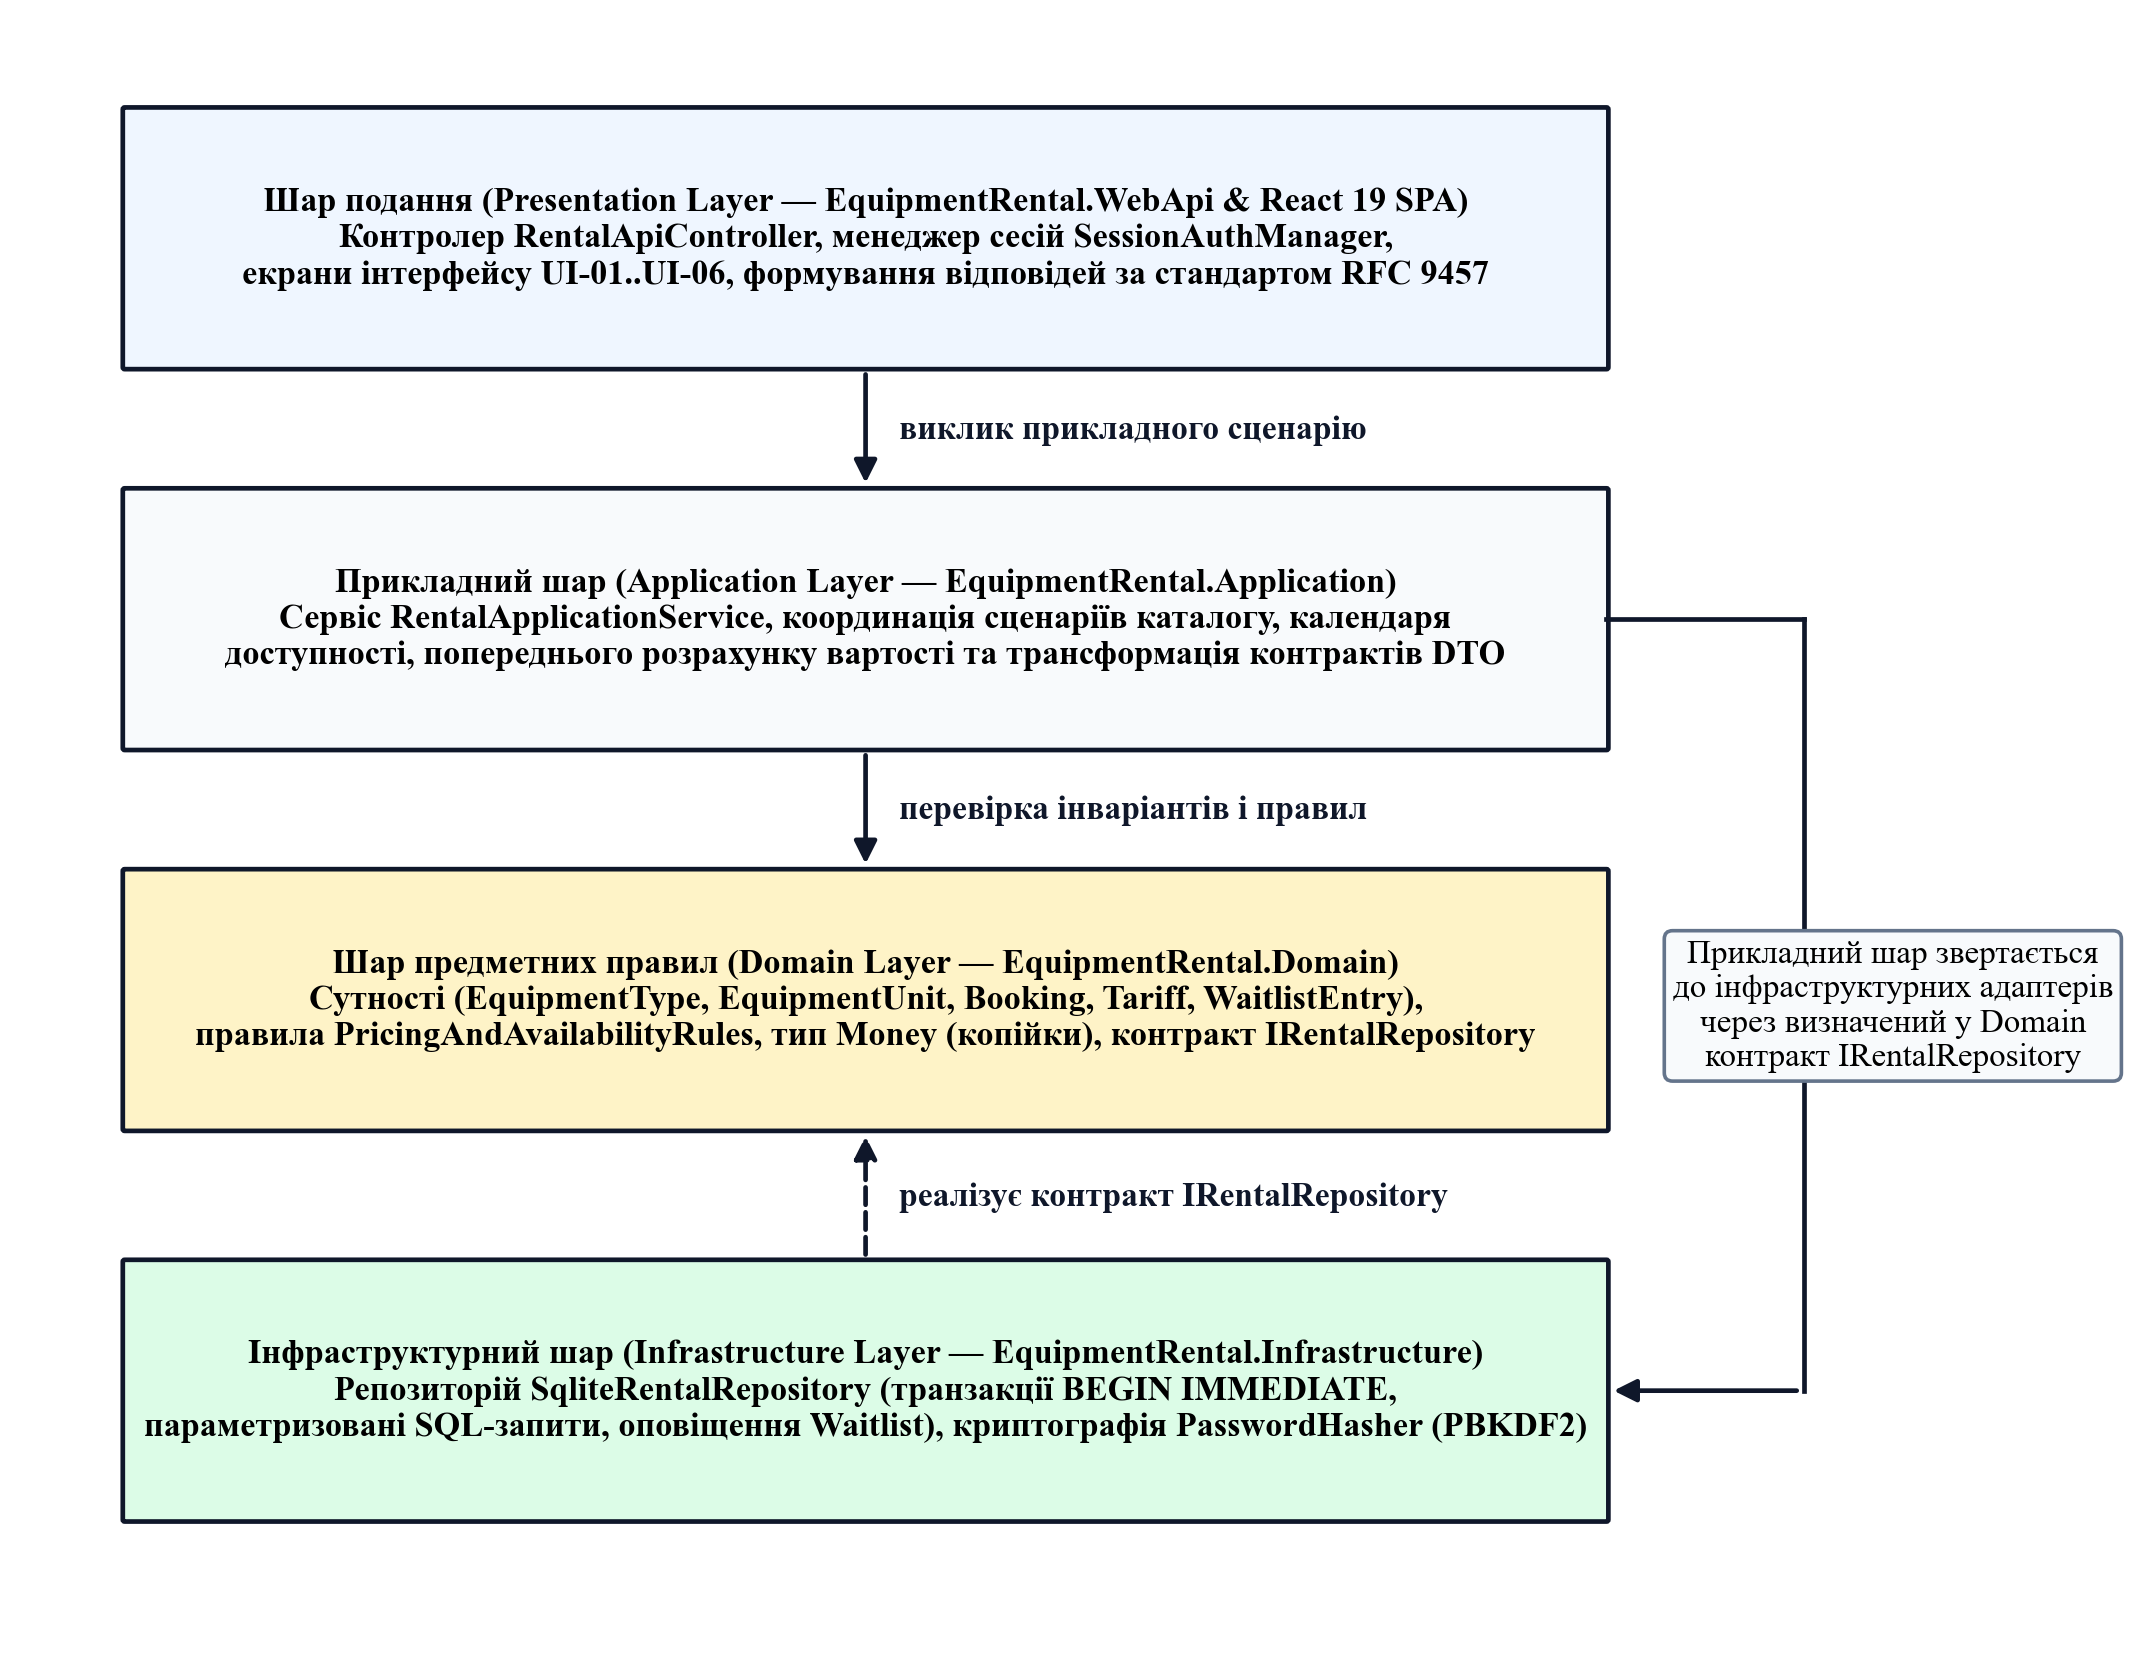 Шар подання (Presentation Layer — EquipmentRental.WebApi & React 19 SPA)
Контролер RentalApiController, менеджер сесій SessionAuthManager,
екрани інтерфейсу UI-01..UI-06, формування відповідей за стандартом RFC 9457
виклик прикладного сценарію
Прикладний шар (Application Layer — EquipmentRental.Application)
Сервіс RentalApplicationService, координація сценаріїв каталогу, календаря
доступності, попереднього розрахунку вартості та трансформація контрактів DTO
перевірка інваріантів і правил
Шар предметних правил (Domain Layer — EquipmentRental.Domain)
Сутності (EquipmentType, EquipmentUnit, Booking, Tariff, WaitlistEntry),
правила PricingAndAvailabilityRules, тип Money (копійки), контракт IRentalRepository
Прикладний шар звертається
до інфраструктурних адаптерів
через визначений у Domain
контракт IRentalRepository
реалізує контракт IRentalRepository
Інфраструктурний шар (Infrastructure Layer — EquipmentRental.Infrastructure)
Репозиторій SqliteRentalRepository (транзакції BEGIN IMMEDIATE,
параметризовані SQL-запити, оповіщення Waitlist), криптографія PasswordHasher (PBKDF2)